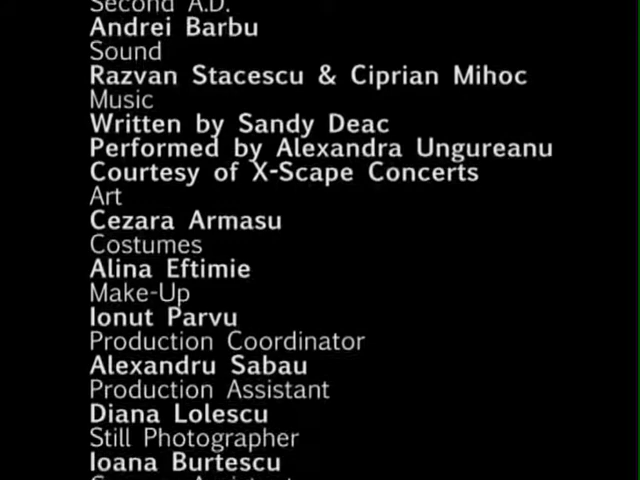 Second A.D.
Andrei Barbu
Sound
Razvan Stacescu & Ciprian Mihoc
Music
Written by Sandy Deac
Performed by Alexandra Ungureanu
Courtesy of X-Scape Concerts
Art
Cezara Armasu
Costumes
Alina Eftimie
Make-Up
Ionut Parvu
Production Coordinator
Alexandru Sabau
Production Assistant
Diana Lolescu
Still Photographer
Ioana Burtescu